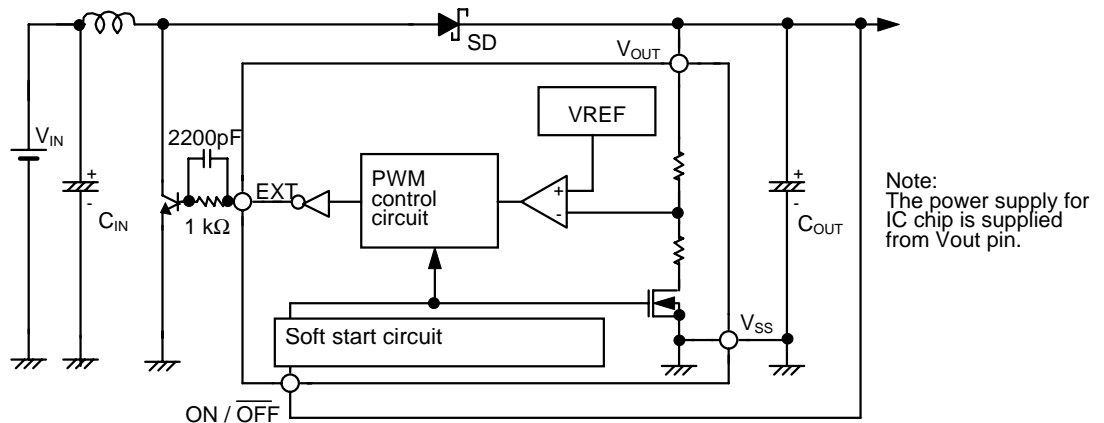 SD
VOUT
VREF
VIN
2200pF
+
-
CIN
EXT
1 kΩ
PWM
control
circuit
+
-
+
-
COUT
Note:
The power supply for
IC chip is supplied
from Vout pin.
Soft start circuit
VSS
ON / OFF